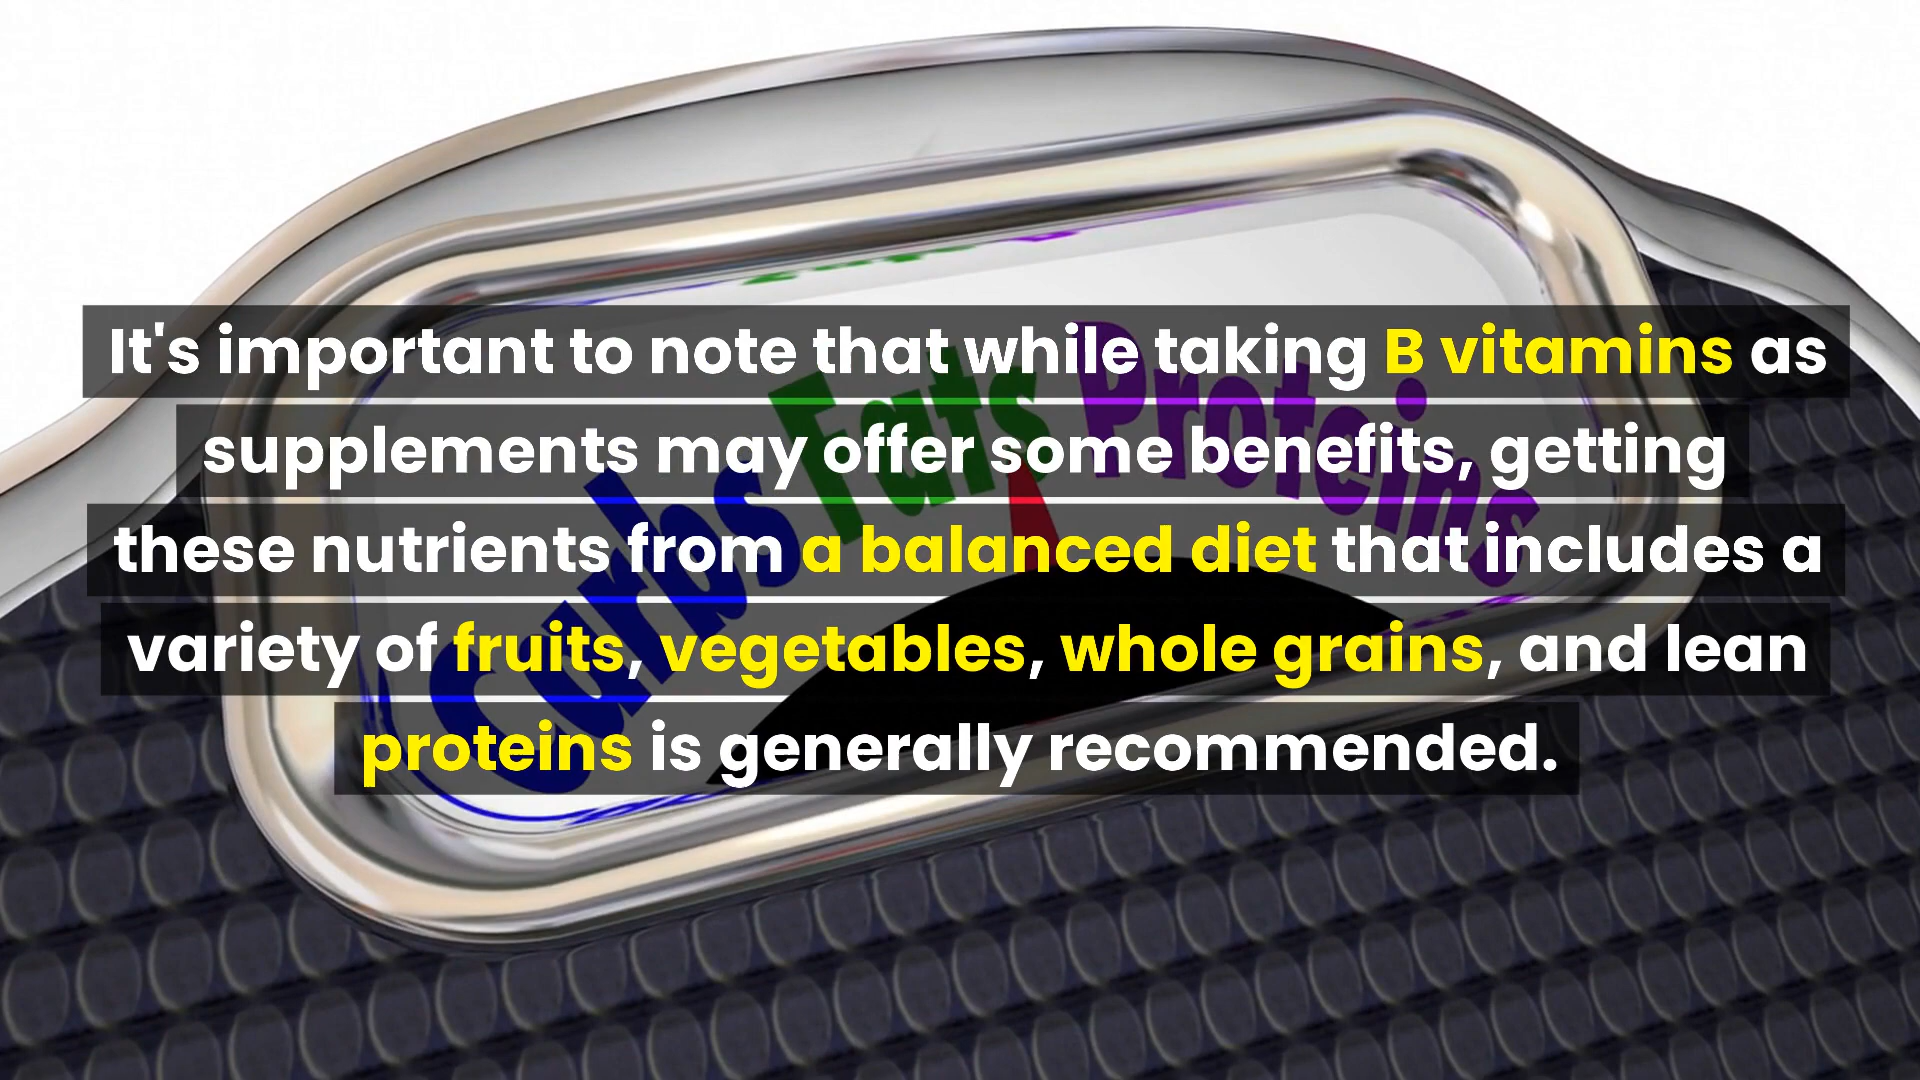 It's important to note that while taking B vitamins as
supplements may offer some benefits, getting
these nutrients from a balanced diet that includes a
variety of fruits, vegetables, whole grains, and lean
proteins is generally recommended.
Carbs Fats Proteins